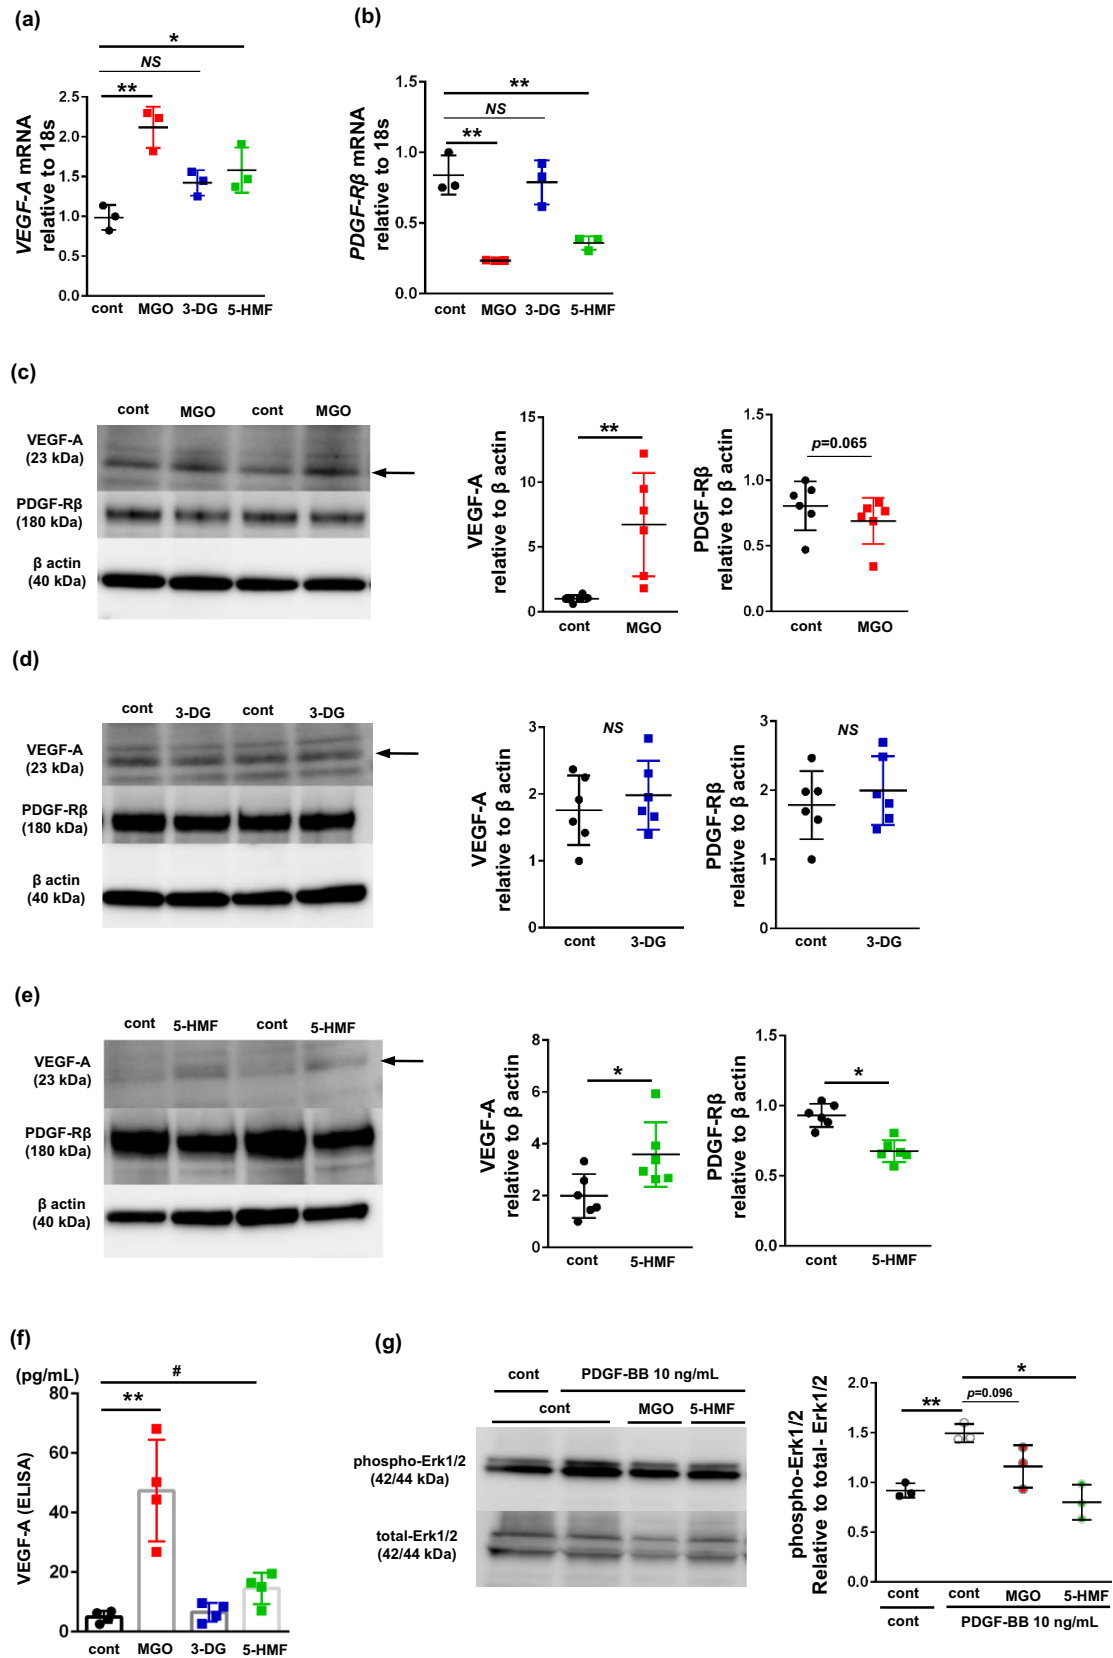 (a)
*
NS
**
VEGF-A mRNA
relative to 18s
2.5
2.0
1.5
1.0
0.5
0.0
cont MGO 3-DG 5-HMF
(b)
**
NS
**
PDGF-Rβ mRNA
relative to 18s
1.5
1.0
0.5
0.0
cont MGO 3-DG 5-HMF
(c)
cont MGO cont MGO
VEGF-A
(23 kDa)
PDGF-Rβ
(180 kDa)
β actin
(40 kDa)
VEGF-A
relative to β actin
15
10
5
0
**
cont MGO
PDGF-Rβ
relative to β actin
1.5
1.0
0.5
0.0
p=0.065
cont MGO
(d)
cont 3-DG cont 3-DG
VEGF-A
(23 kDa)
PDGF-Rβ
(180 kDa)
β actin
(40 kDa)
VEGF-A
relative to β actin
3
2
1
0
NS
cont 3-DG
PDGF-Rβ
relative to β actin
3
2
1
0
NS
cont 3-DG
(e)
cont 5-HMF cont 5-HMF
VEGF-A
(23 kDa)
PDGF-Rβ
(180 kDa)
β actin
(40 kDa)
VEGF-A
relative to β actin
8
6
4
2
0
*
cont 5-HMF
PDGF-Rβ
relative to β actin
1.5
1.0
0.5
0.0
*
cont 5-HMF
(f)
(pg/mL)
VEGF-A (ELISA)
80
60
40
20
0
#
**
cont MGO 3-DG 5-HMF
(g)
cont PDGF-BB 10 ng/mL
cont MGO 5-HMF
phospho-Erk1/2
(42/44 kDa)
total-Erk1/2
(42/44 kDa)
phospho-Erk1/2
Relative to total- Erk1/2
2.0
1.5
1.0
0.5
0.0
*
p=0.096
**
cont cont MGO 5-HMF
cont PDGF-BB 10 ng/mL